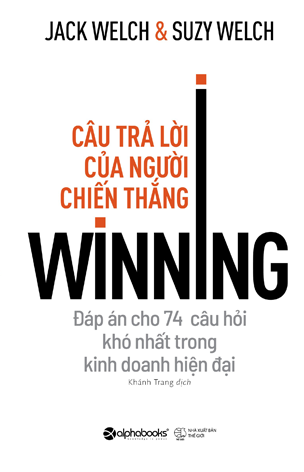 JACK WELCH & SUZY WELCH
CÂU TRẢ LỜI
CỦA NGƯỜI
CHIẾN THẮNG
WINNING
Đáp án cho 74 câu hỏi
khó nhất trong
kinh doanh hiện đại
Khánh Trang dịch
alphabooks
NHÀ XUẤT BẢN
THẾ GIỚI